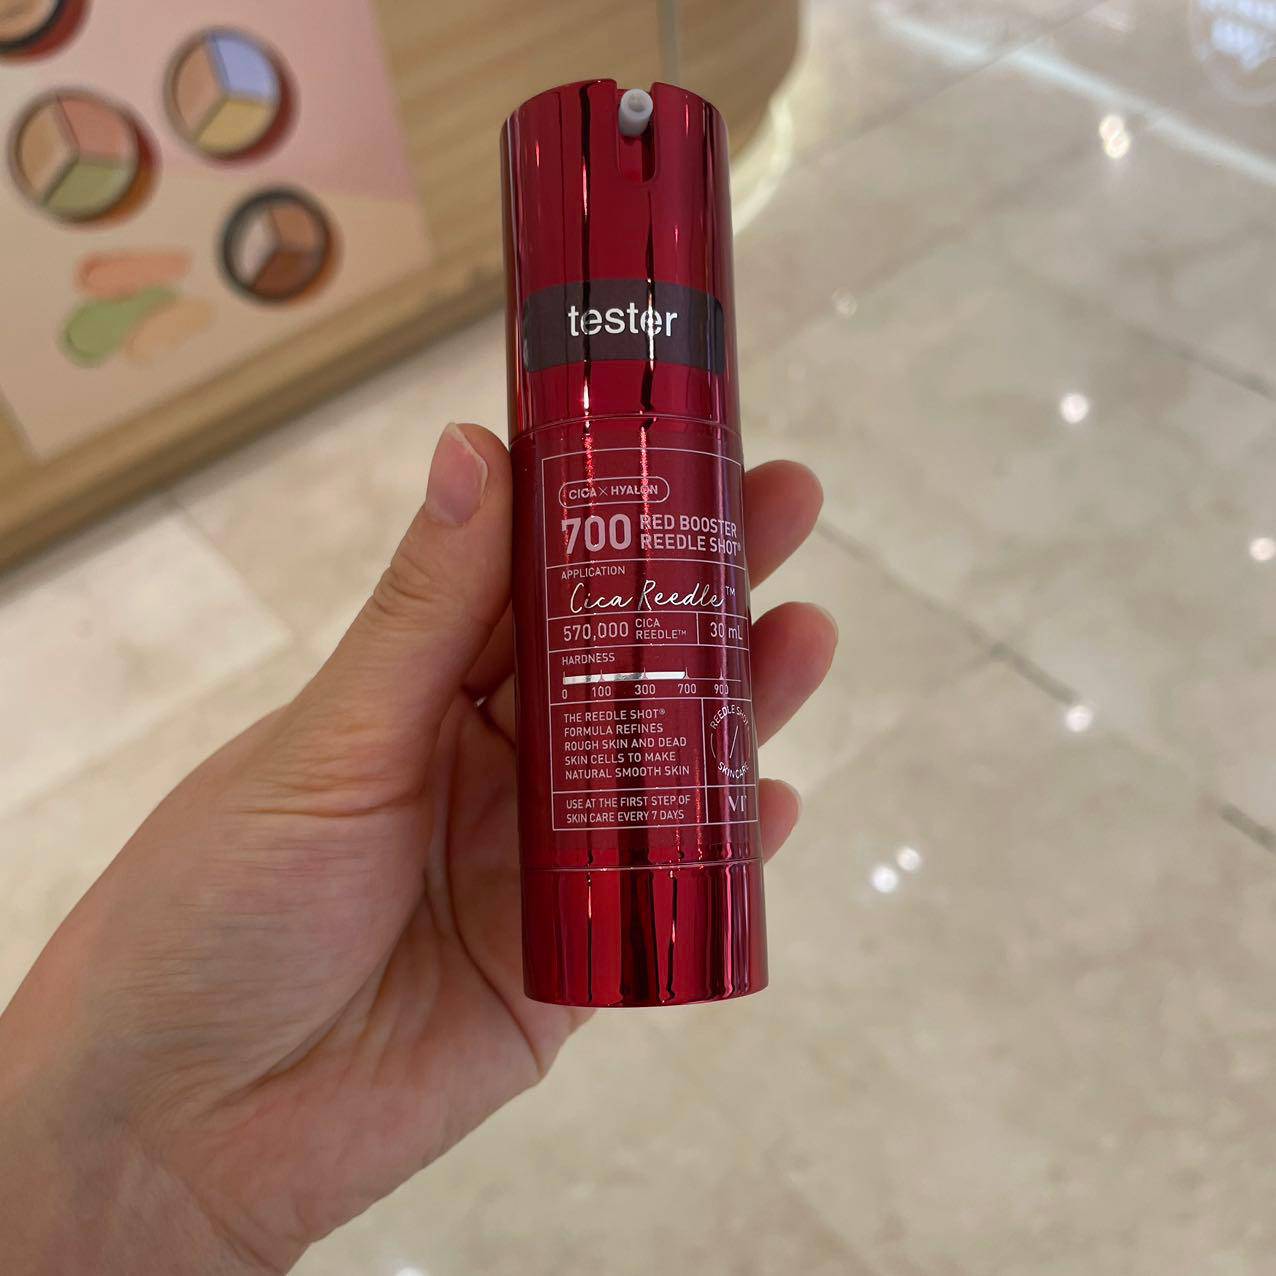 tester
CICA × HYALON
700 RED BOOSTER
REEDLE SHOT®
APPLICATION
Cica Reedle™
570,000 CICA
REEDLE™
30 mL
HARDNESS
0 100 300 700 900
THE REEDLE SHOT®
FORMULA REFINES
ROUGH SKIN AND DEAD
SKIN CELLS TO MAKE
NATURAL SMOOTH SKIN
REEDLE SHOT
SKINCARE
USE AT THE FIRST STEP OF
SKIN CARE EVERY 7 DAYS
VT